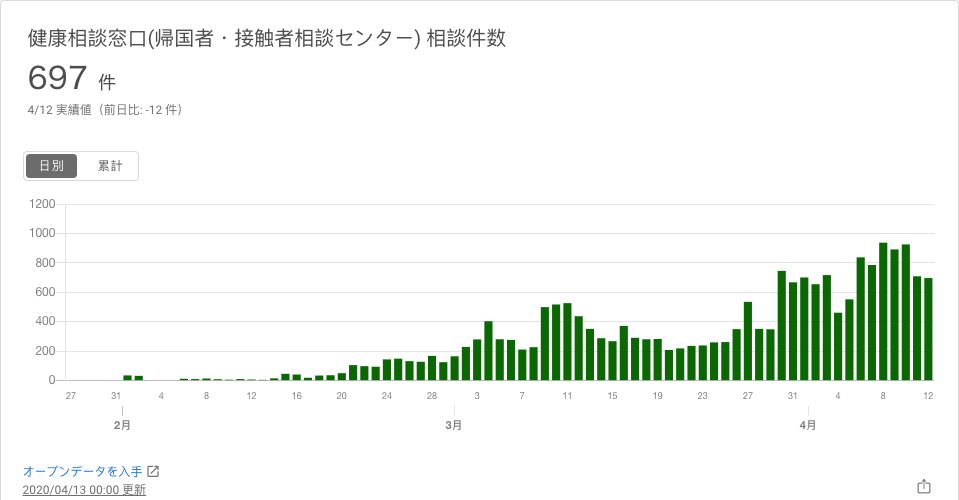 健康相談窓口(帰国者・接触者相談センター) 相談件数
697 件
4/12 実績値（前日比: -12 件）
日別 累計
1200
1000
800
600
400
200
0
27 31 4 8 12 16 20 24 28 3 7 11 15 19 23 27 31 4 8 12
2月 3月 4月
オープンデータを入手
2020/04/13 00:00 更新